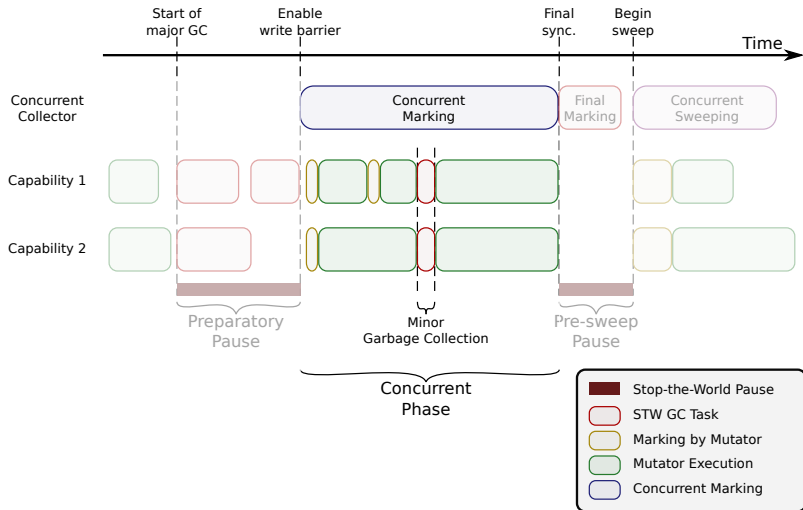 Start of
major GC
Enable
write barrier
Final
sync.
Begin
sweep
Time
Concurrent
Collector
Concurrent
Marking
Final
Marking
Concurrent
Sweeping
Capability 1
Capability 2
Preparatory
Pause
Minor
Garbage Collection
Pre-sweep
Pause
Concurrent
Phase
Stop-the-World Pause
STW GC Task
Marking by Mutator
Mutator Execution
Concurrent Marking